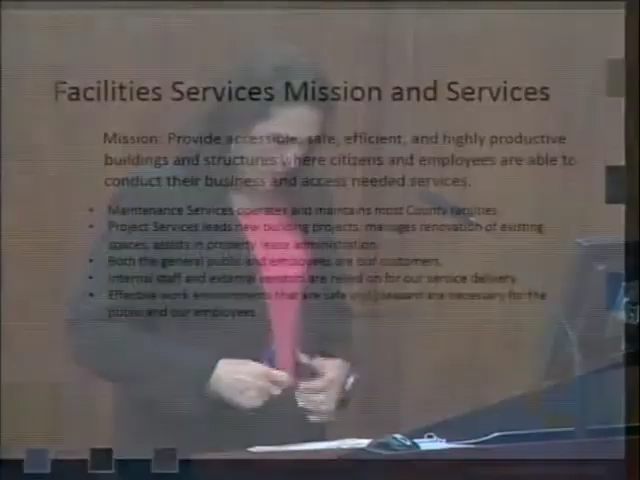 Facilities Services Mission and Services
Mission: Provide accessible, safe, efficient, and highly productive
buildings and structures where citizens and employees are able to
conduct their business and access needed services.
• Maintenance Services operates and maintains most County facilities
• Project Services leads new building projects, manages renovation of existing
spaces, assists in property lease administration.
• Both the general public and employees are our customers.
• Internal staff and external vendors are relied on for our service delivery
• Effective work environments that are safe and pleasant are necessary for the
public and our employees